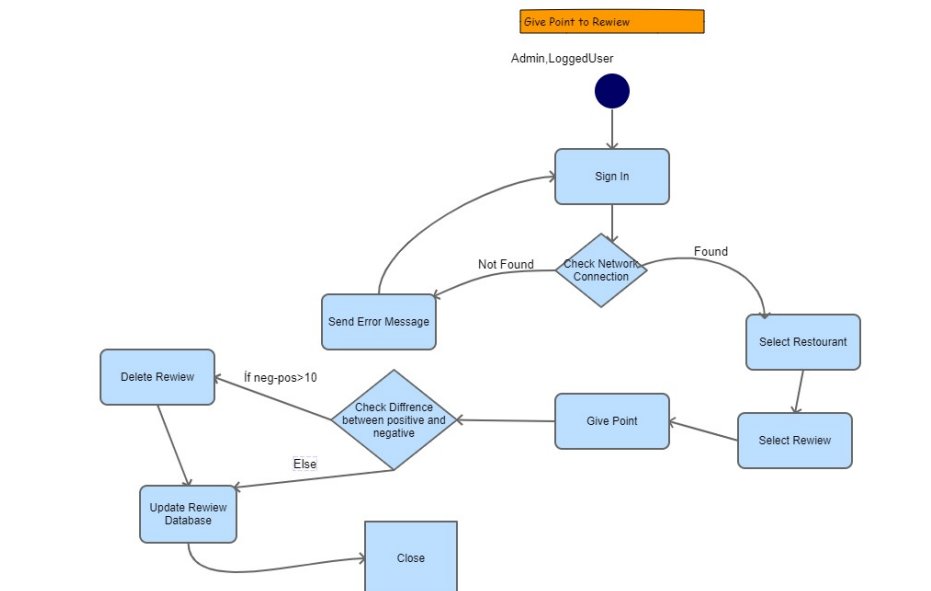 Give Point to Rewiew
Admin,LoggedUser
Sign In
Check Network
Connection
Not Found
Found
Send Error Message
Select Restourant
Delete Rewiew
İf neg-pos>10
Check Diffrence
between positive and
negative
Give Point
Select Rewiew
Else
Update Rewiew
Database
Close